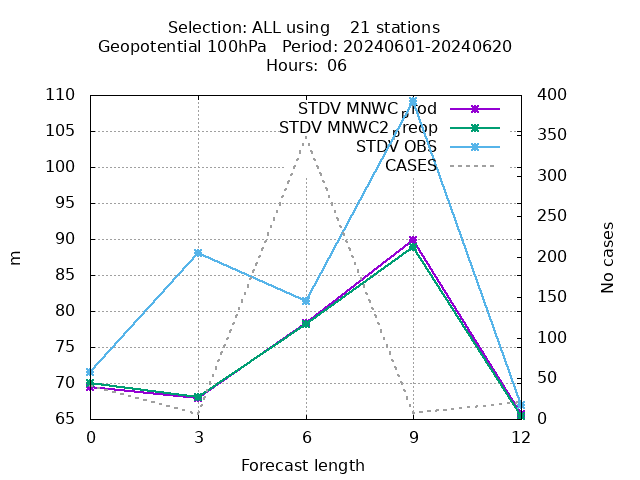 Selection: ALL using    21 stations
Geopotential 100hPa   Period: 20240601-20240620
Hours:  06
STDV MNWC_prod
STDV MNWC2_preop
STDV OBS
CASES
110
105
100
95
90
85
80
75
70
65
400
350
300
250
200
150
100
50
0
m
No cases
0 3 6 9 12
Forecast length